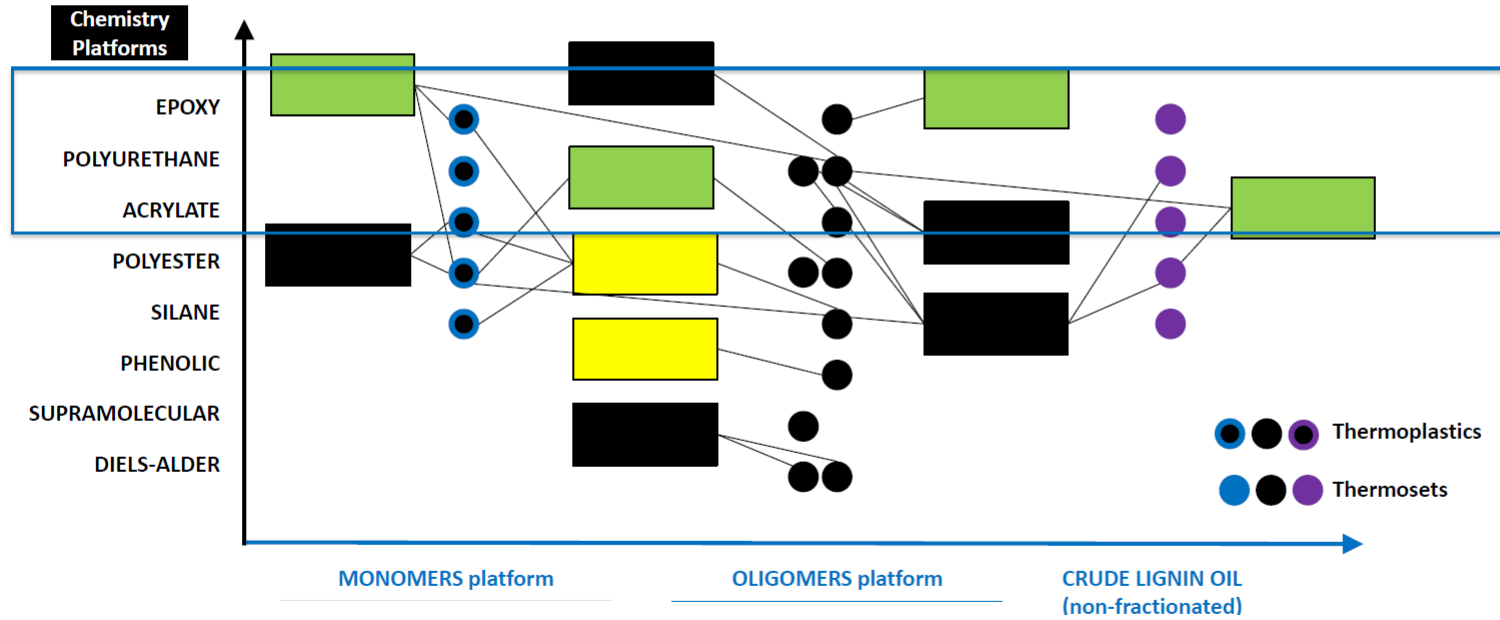 Chemistry
Platforms
EPOXY
POLYURETHANE
ACRYLATE
POLYESTER
SILANE
PHENOLIC
SUPRAMOLECULAR
DIELS-ALDER
Thermoplastics
Thermosets
MONOMERS platform
OLIGOMERS platform
CRUDE LIGNIN OIL
(non-fractionated)